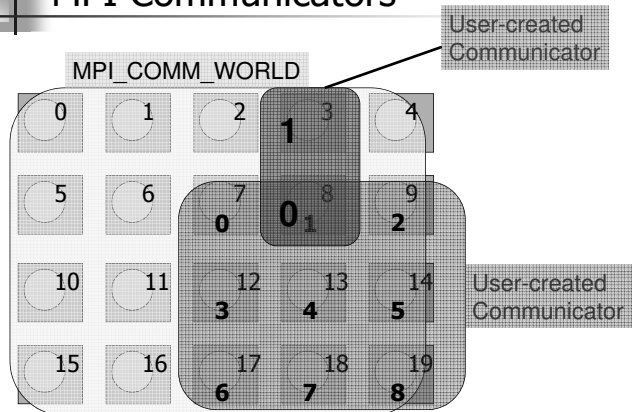 MPI Communicators
User-created
Communicator
MPI_COMM_WORLD
0 1 2 3 4
1
5 6 7 8 9
0 0 1 2
10 11 12 13 14
3 4 5
User-created
Communicator
15 16 17 18 19
6 7 8